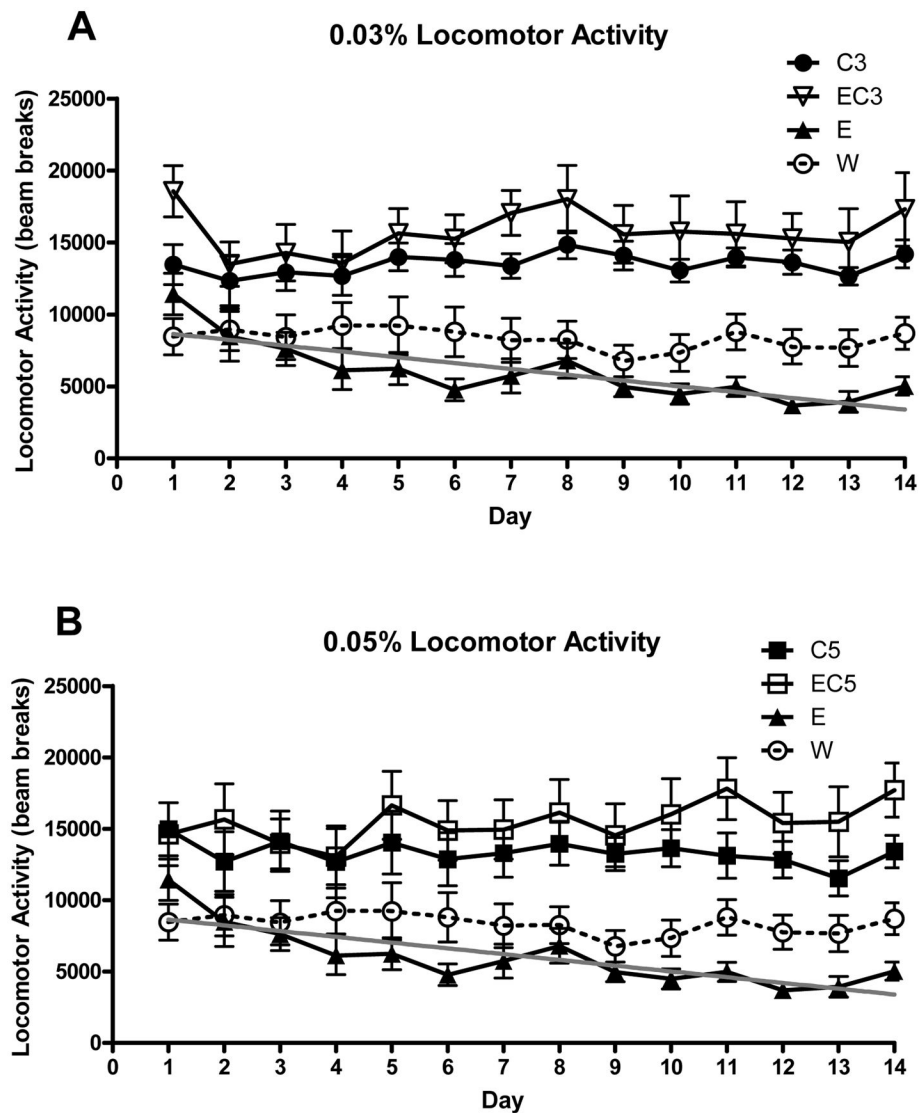 A
0.03% Locomotor Activity
C3
EC3
E
W
Locomotor Activity (beam breaks)
25000
20000
15000
10000
5000
0
0 1 2 3 4 5 6 7 8 9 10 11 12 13 14
Day
B
0.05% Locomotor Activity
C5
EC5
E
W
Locomotor Activity (beam breaks)
25000
20000
15000
10000
5000
0
0 1 2 3 4 5 6 7 8 9 10 11 12 13 14
Day